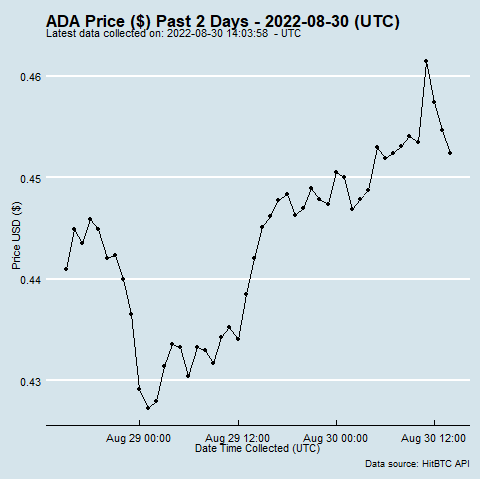 ADA Price ($) Past 2 Days - 2022-08-30 (UTC)
Latest data collected on: 2022-08-30 14:03:58  - UTC
0.46
0.45
0.44
0.43
Price USD ($)
Aug 29 00:00
Aug 29 12:00
Aug 30 00:00
Aug 30 12:00
Date Time Collected (UTC)
Data source: HitBTC API